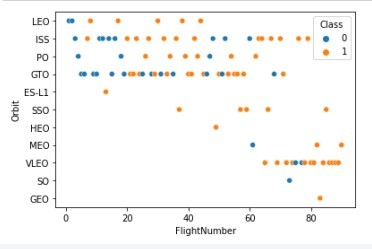 LEO
ISS
PO
GTO
ES-L1
SSO
HEO
MEO
VLEO
SO
GEO
Orbit
Class
0
1
0 20 40 60 80
FlightNumber